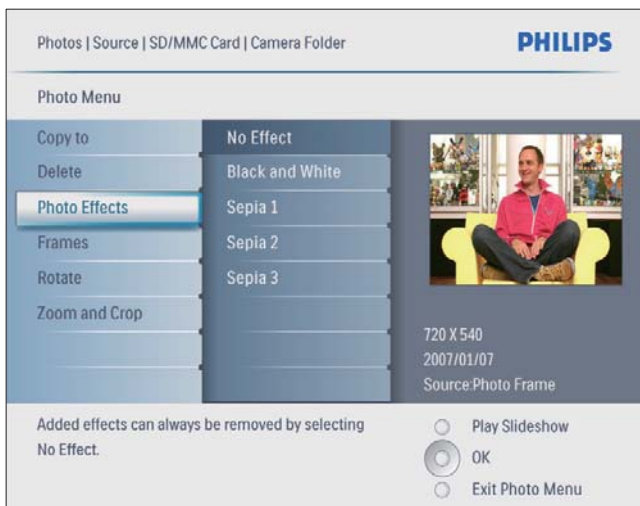 Photos | Source | SD/MMC Card | Camera Folder
PHILIPS
Photo Menu
Copy to
Delete
Photo Effects
Frames
Rotate
Zoom and Crop
No Effect
Black and White
Sepia 1
Sepia 2
Sepia 3
720 X 540
2007/01/07
Source:Photo Frame
Added effects can always be removed by selecting
No Effect.
Play Slideshow
OK
Exit Photo Menu